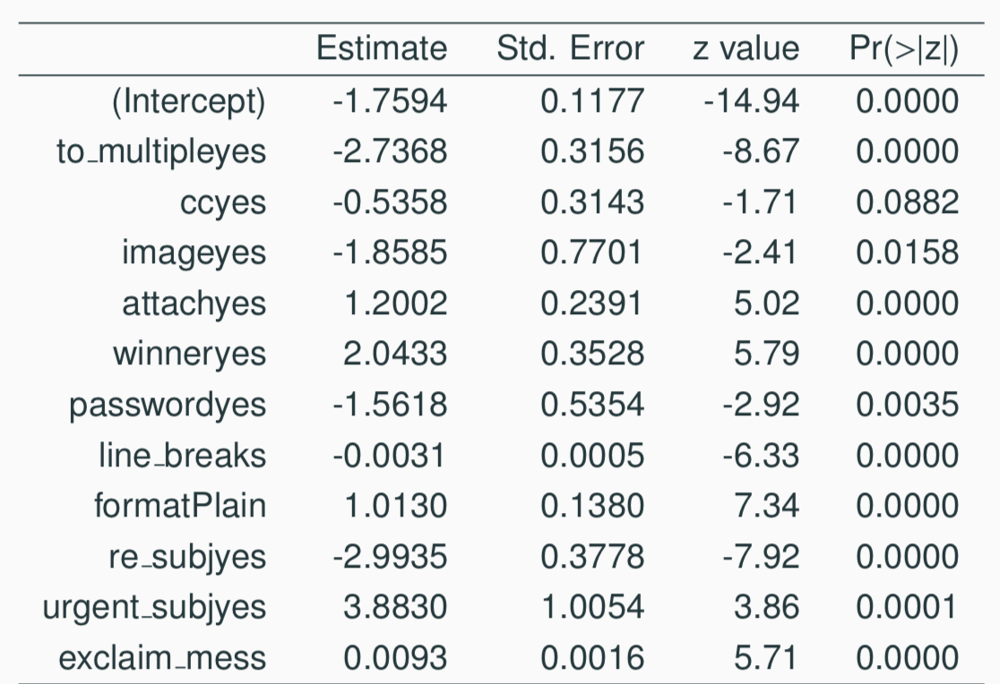 Estimate Std. Error z value Pr(>|z|)
(Intercept) -1.7594 0.1177 -14.94 0.0000
to_multipleyes -2.7368 0.3156 -8.67 0.0000
ccyes -0.5358 0.3143 -1.71 0.0882
imageyes -1.8585 0.7701 -2.41 0.0158
attachyes 1.2002 0.2391 5.02 0.0000
winneryes 2.0433 0.3528 5.79 0.0000
passwordyes -1.5618 0.5354 -2.92 0.0035
line_breaks -0.0031 0.0005 -6.33 0.0000
formatPlain 1.0130 0.1380 7.34 0.0000
re_subjyes -2.9935 0.3778 -7.92 0.0000
urgent_subjyes 3.8830 1.0054 3.86 0.0001
exclaim_mess 0.0093 0.0016 5.71 0.0000